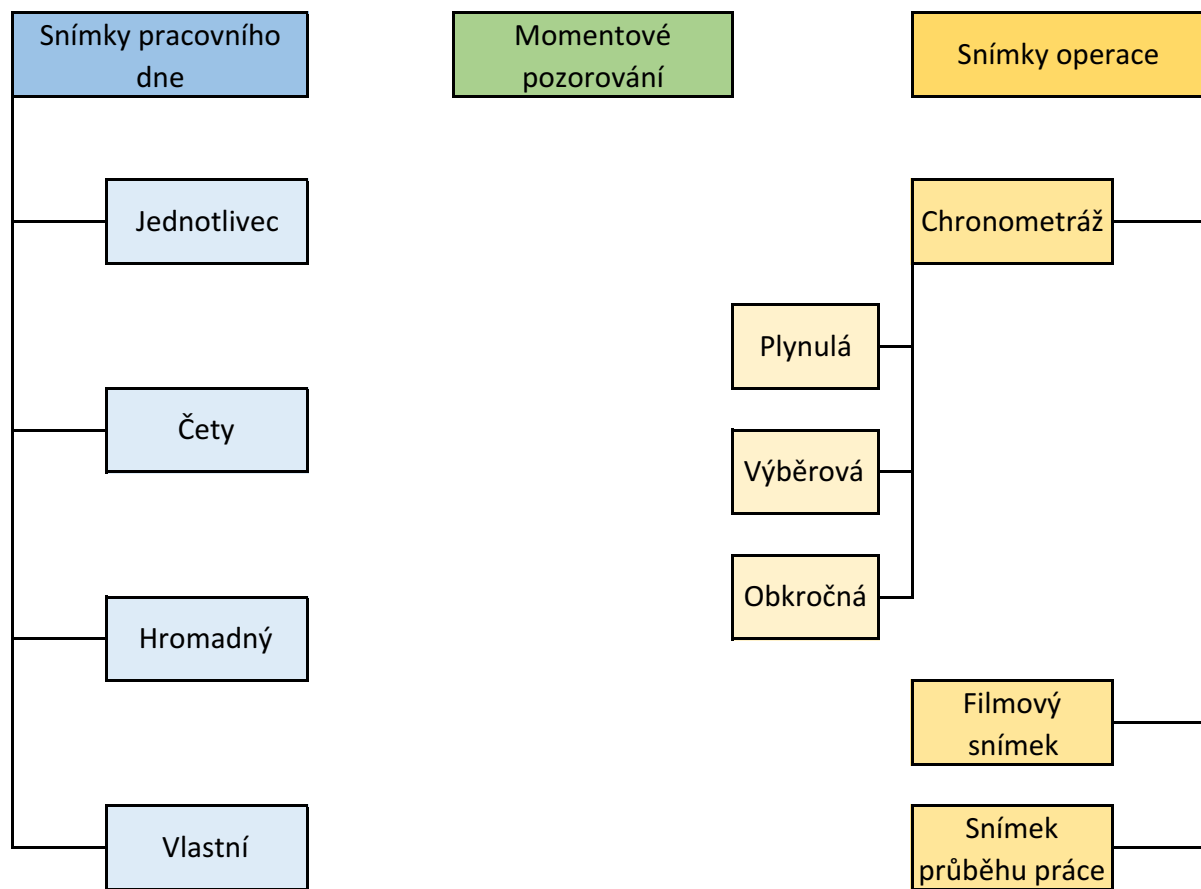 Snímky pracovního
dne
Momentové
pozorování
Snímky operace
Jednotlivec
Chronometráž
Plynulá
Čety
Výběrová
Obkročná
Hromadný
Filmový
snímek
Vlastní
Snímek
průběhu práce